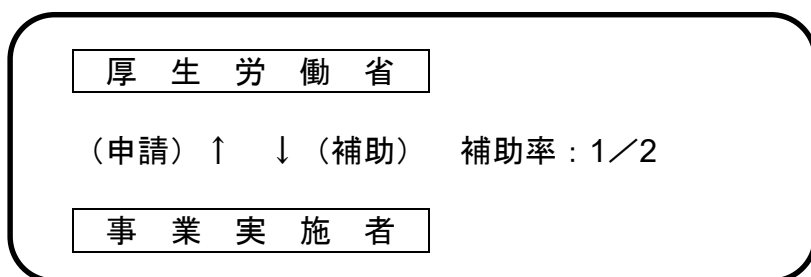 厚 生 労 働 省
（申請）↑ ↓（補助） 補助率：1／2
事 業 実 施 者